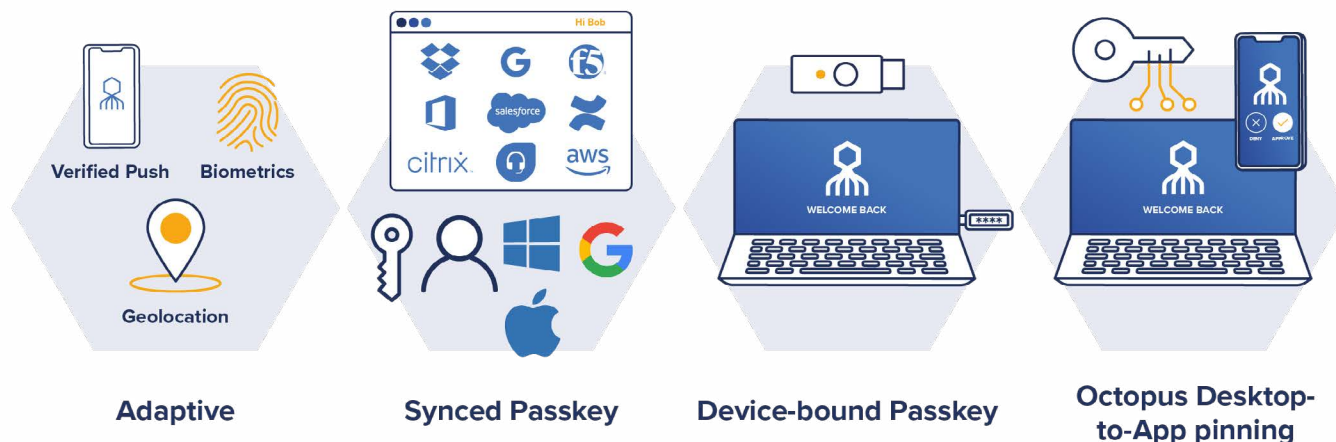 Hi Bob
f5
salesforce
citrix
aws
Verified Push
Biometrics
Geolocation
WELCOME BACK
****
WELCOME BACK
DENY
APPROVE
Adaptive
Synced Passkey
Device-bound Passkey
Octopus Desktop-
to-App pinning